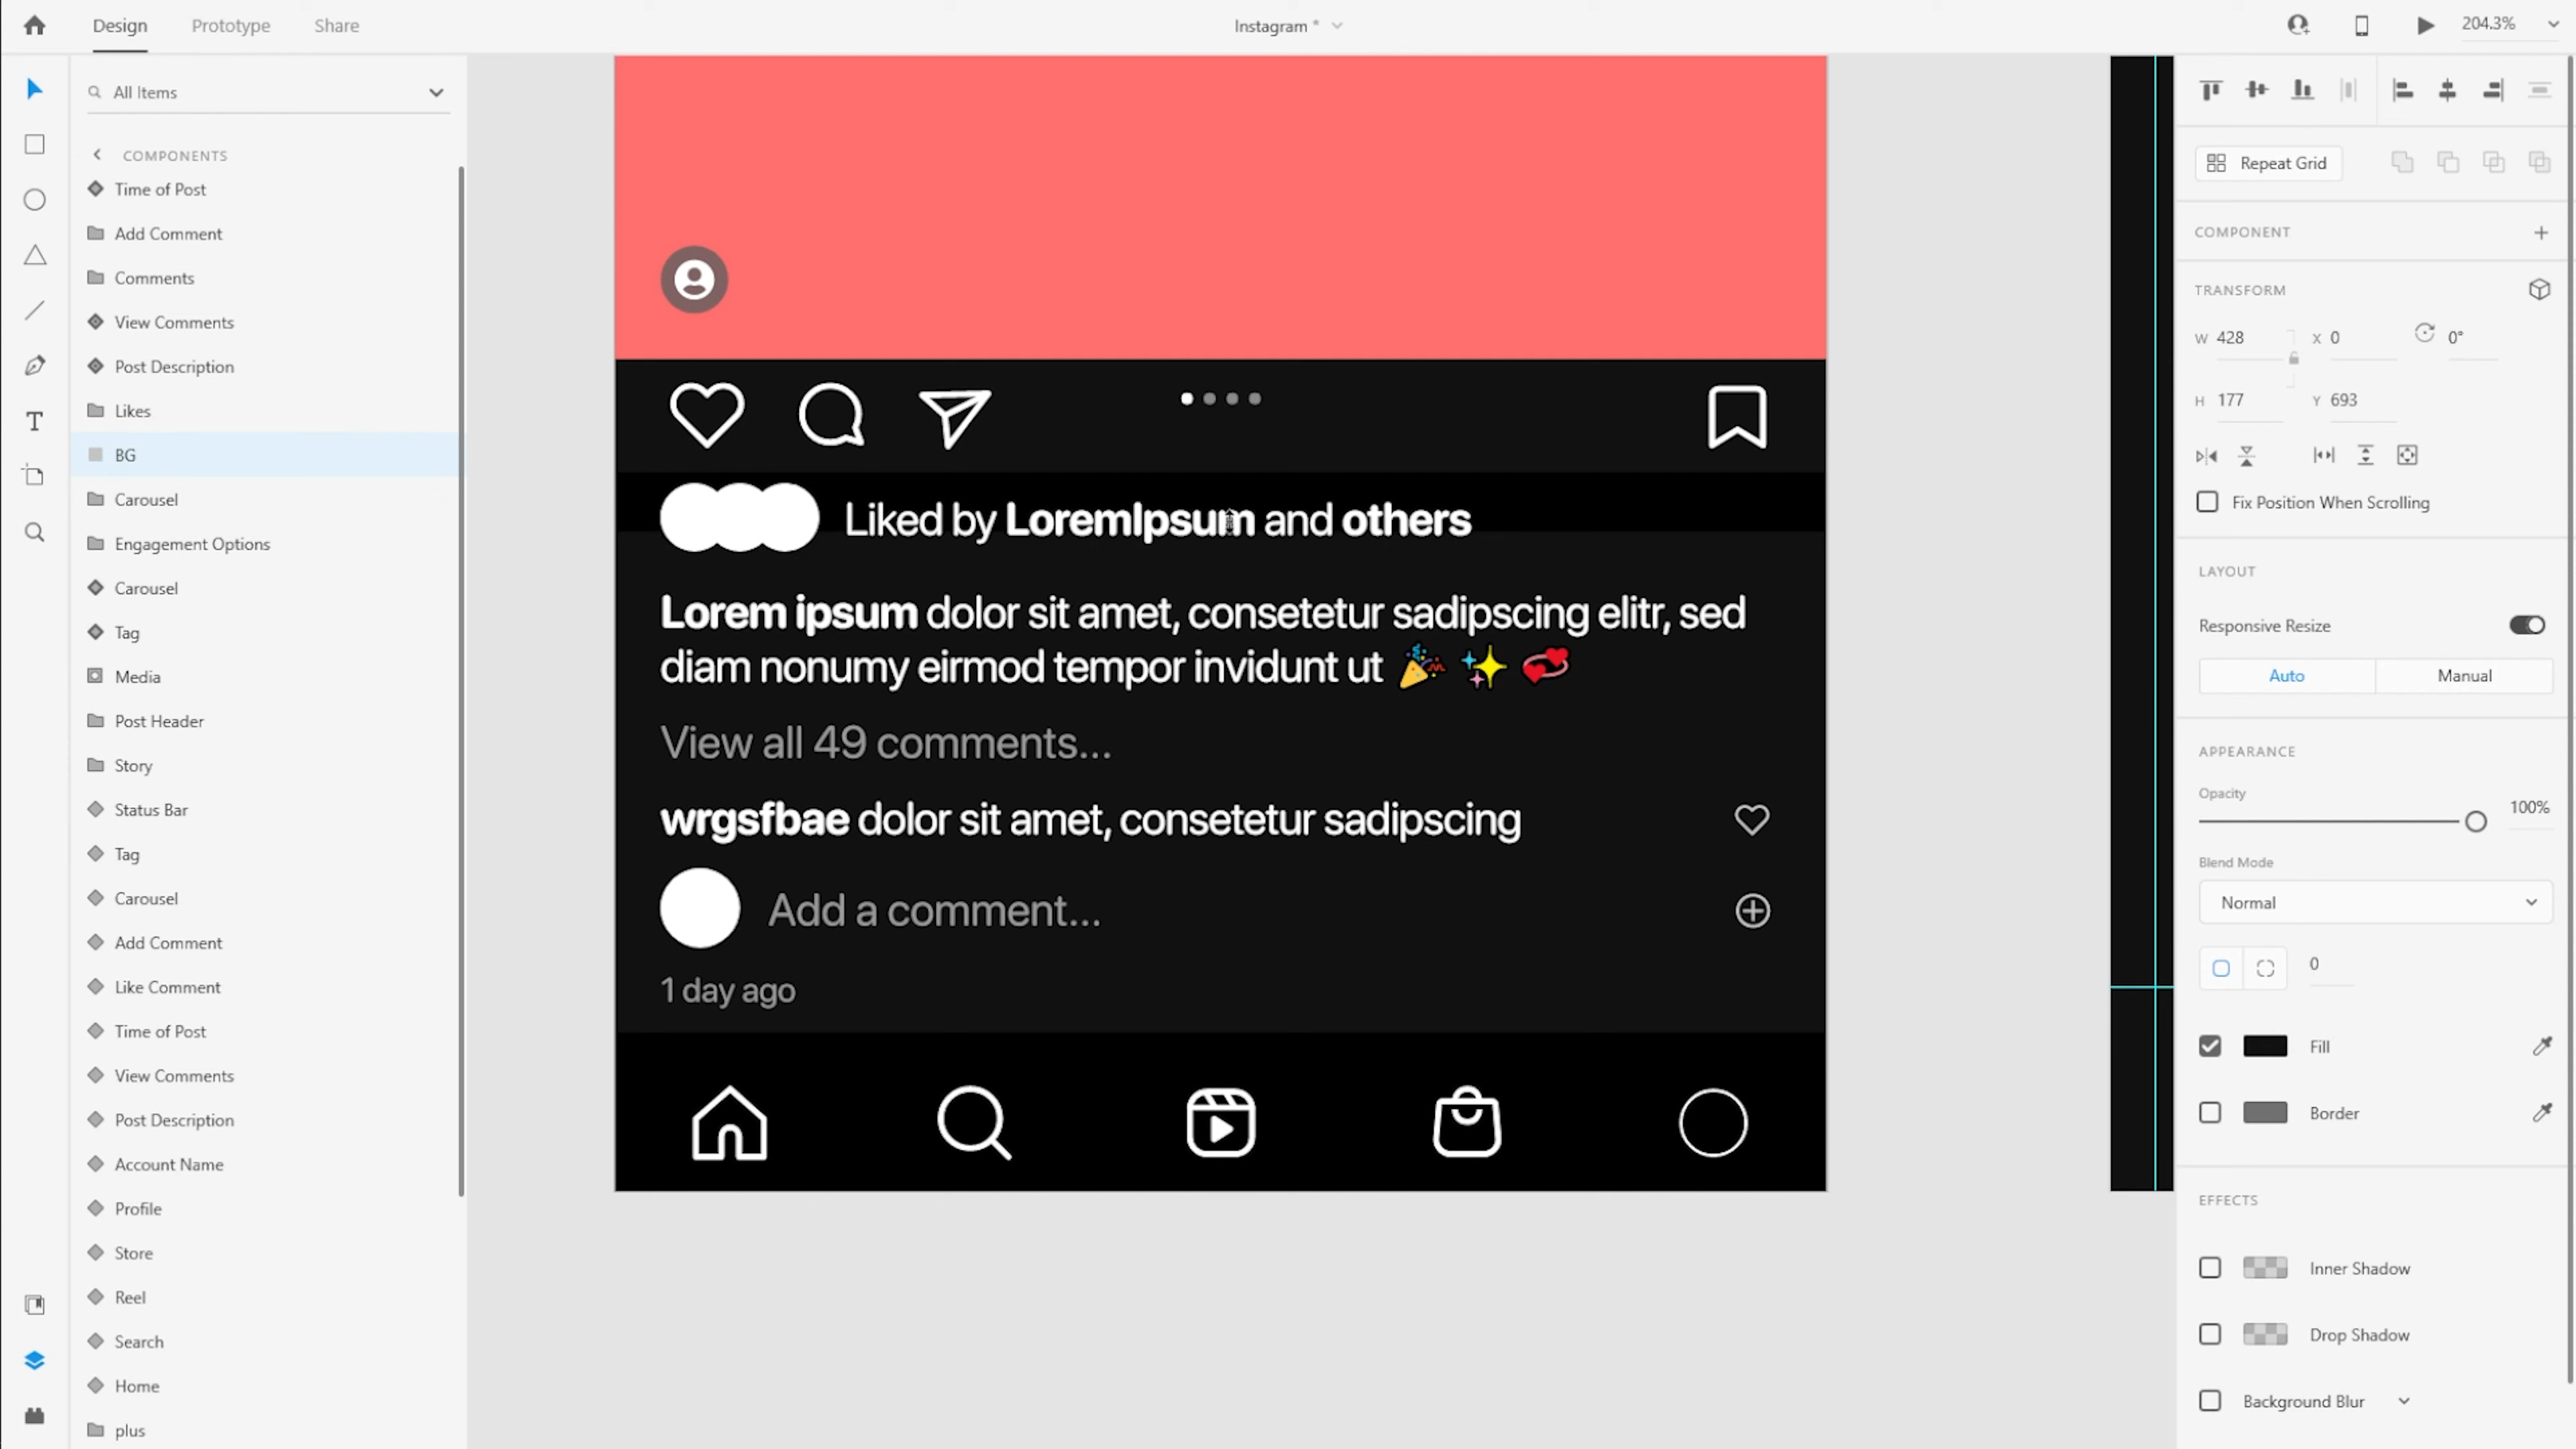 Design Prototype Share
Instagram *
204.3%
All Items
COMPONENTS
Time of Post
Add Comment
Comments
View Comments
Post Description
Likes
BG
Carousel
Engagement Options
Carousel
Tag
Media
Post Header
Story
Status Bar
Tag
Carousel
Add Comment
Like Comment
Time of Post
View Comments
Post Description
Account Name
Profile
Store
Reel
Search
Home
plus
Liked by LoremIpsum and others
Lorem ipsum dolor sit amet, consetetur sadipscing elitr, sed
diam nonumy eirmod tempor invidunt ut 🎉 ✨ 💞
View all 49 comments...
wrgsfbae dolor sit amet, consetetur sadipscing
Add a comment...
1 day ago
Repeat Grid
COMPONENT
TRANSFORM
W 428 X 0 0°
H 177 Y 693
Fix Position When Scrolling
LAYOUT
Responsive Resize
Auto Manual
APPEARANCE
Opacity
100%
Blend Mode
Normal
0
Fill
Border
EFFECTS
Inner Shadow
Drop Shadow
Background Blur